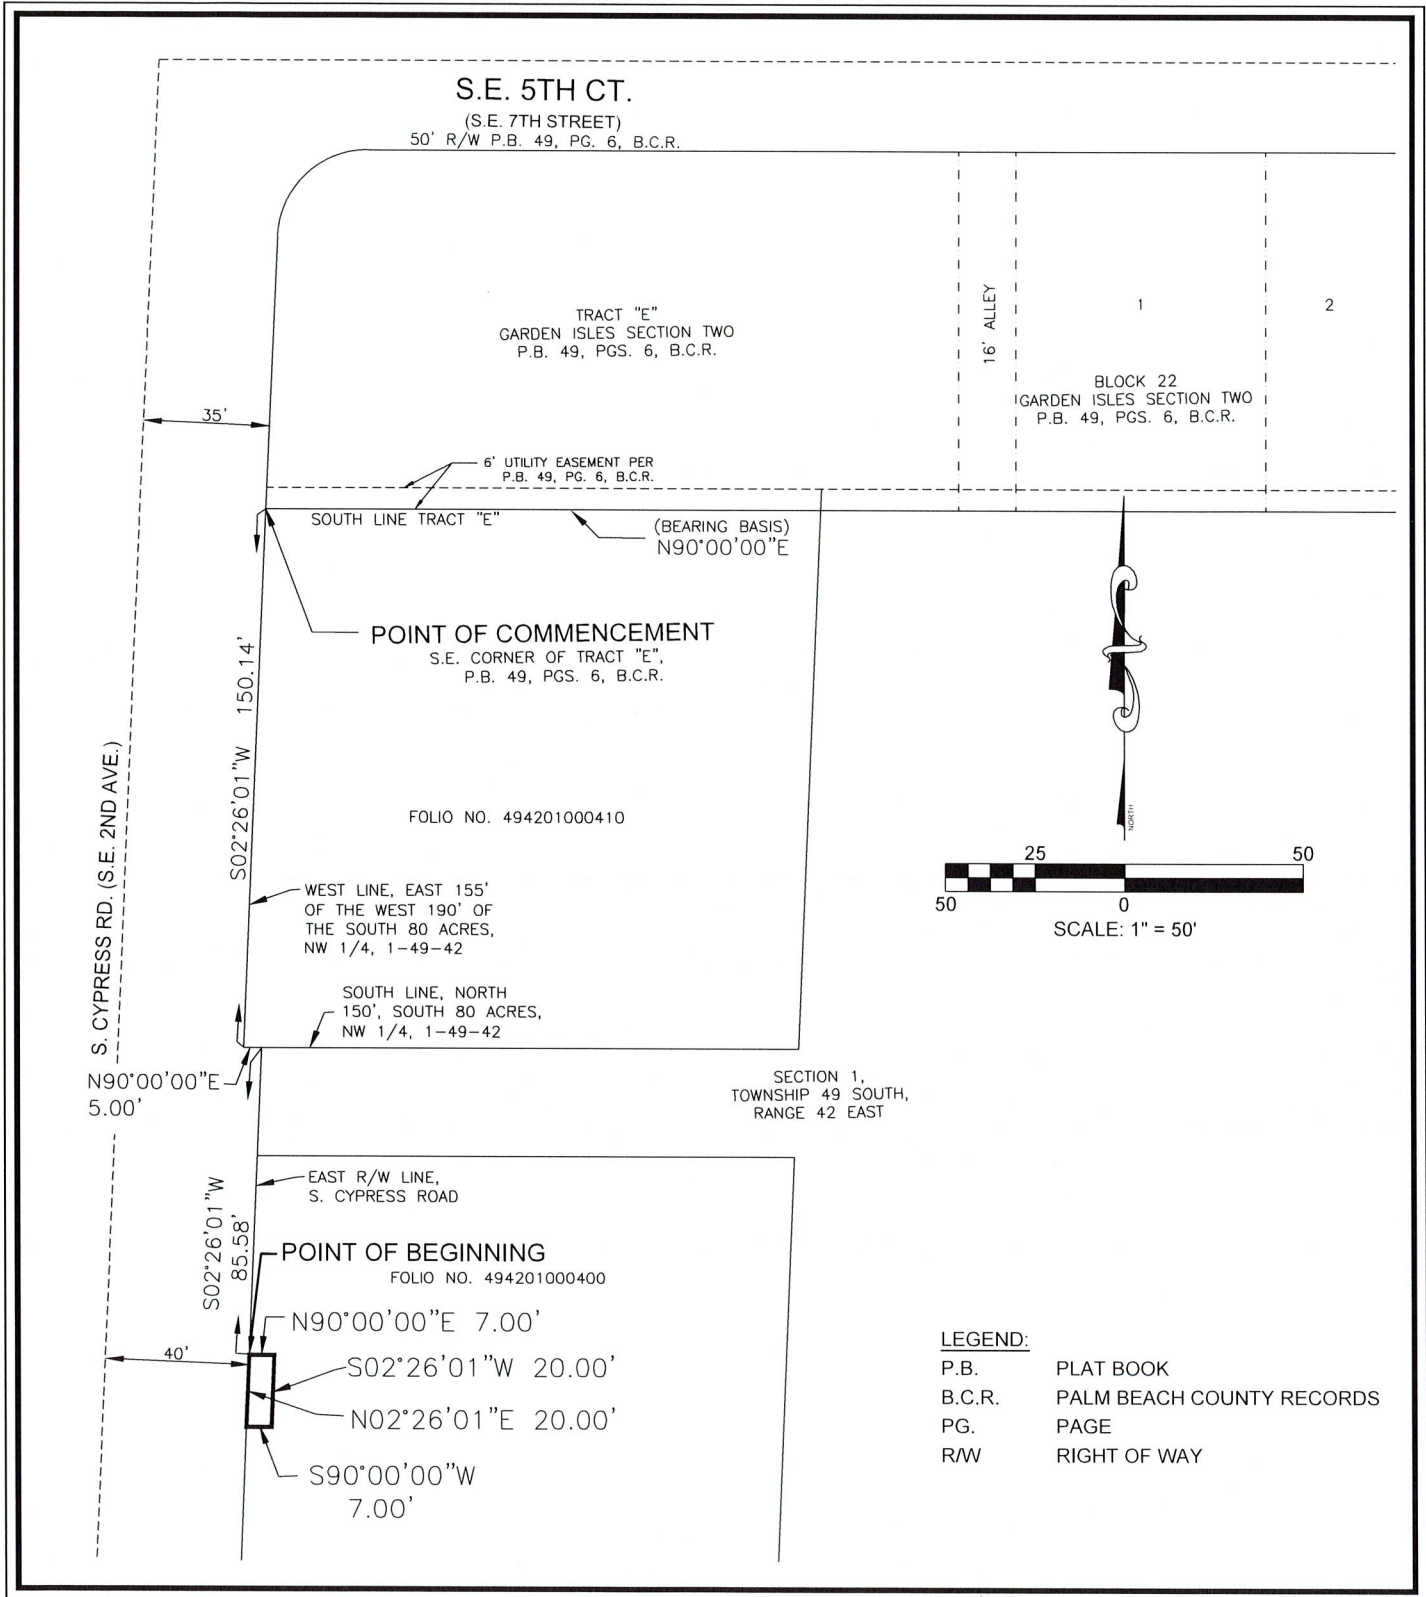 S.E. 5TH CT.
(S.E. 7TH STREET)
50' R/W P.B. 49, PG. 6, B.C.R.
TRACT "E"
GARDEN ISLES SECTION TWO
P.B. 49, PGS. 6, B.C.R.
16' ALLEY
1
2
BLOCK 22
GARDEN ISLES SECTION TWO
P.B. 49, PGS. 6, B.C.R.
35'
6' UTILITY EASEMENT PER
P.B. 49, PG. 6, B.C.R.
SOUTH LINE TRACT "E"
(BEARING BASIS)
N90°00'00"E
POINT OF COMMENCEMENT
S.E. CORNER OF TRACT "E",
P.B. 49, PGS. 6, B.C.R.
S02°26'01"W 150.14'
S. CYPRESS RD. (S.E. 2ND AVE.)
FOLIO NO. 494201000410
NORTH
25
50
50
0
SCALE: 1" = 50'
WEST LINE, EAST 155'
OF THE WEST 190' OF
THE SOUTH 80 ACRES,
NW 1/4, 1-49-42
SOUTH LINE, NORTH
150', SOUTH 80 ACRES,
NW 1/4, 1-49-42
N90°00'00"E
5.00'
SECTION 1,
TOWNSHIP 49 SOUTH,
RANGE 42 EAST
EAST R/W LINE,
S. CYPRESS ROAD
S02°26'01"W
85.58'
POINT OF BEGINNING
FOLIO NO. 494201000400
N90°00'00"E 7.00'
40'
S02°26'01"W 20.00'
N02°26'01"E 20.00'
S90°00'00"W
7.00'
LEGEND:
P.B. PLAT BOOK
B.C.R. PALM BEACH COUNTY RECORDS
PG. PAGE
R/W RIGHT OF WAY